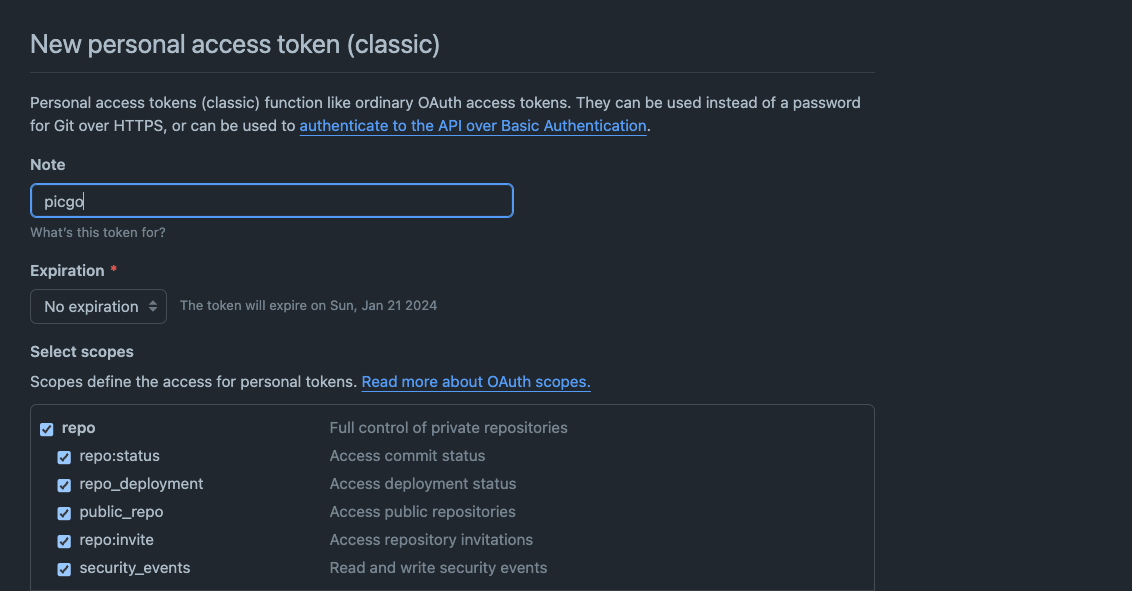 New personal access token (classic)
Personal access tokens (classic) function like ordinary OAuth access tokens. They can be used instead of a password
for Git over HTTPS, or can be used to authenticate to the API over Basic Authentication.
Note
picgo
What's this token for?
Expiration *
No expiration The token will expire on Sun, Jan 21 2024
Select scopes
Scopes define the access for personal tokens. Read more about OAuth scopes.
repo Full control of private repositories
repo:status Access commit status
repo_deployment Access deployment status
public_repo Access public repositories
repo:invite Access repository invitations
security_events Read and write security events